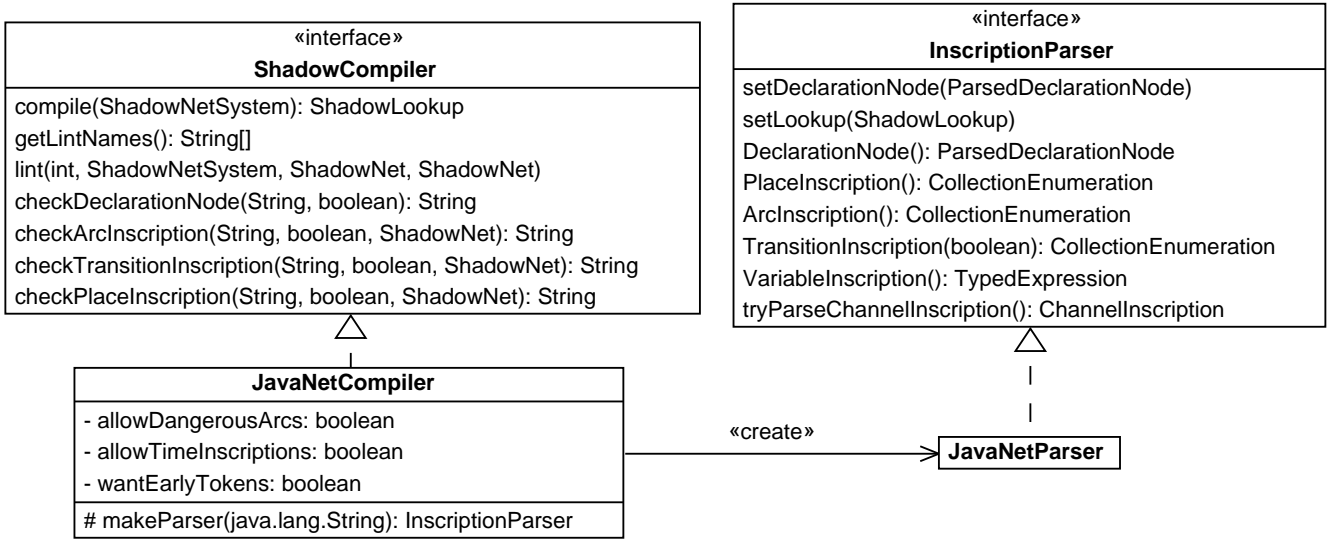 «interface»
ShadowCompiler
compile(ShadowNetSystem): ShadowLookup
getLintNames(): String[]
lint(int, ShadowNetSystem, ShadowNet, ShadowNet)
checkDeclarationNode(String, boolean): String
checkArcInscription(String, boolean, ShadowNet): String
checkTransitionInscription(String, boolean, ShadowNet): String
checkPlaceInscription(String, boolean, ShadowNet): String
«interface»
InscriptionParser
setDeclarationNode(ParsedDeclarationNode)
setLookup(ShadowLookup)
DeclarationNode(): ParsedDeclarationNode
PlaceInscription(): CollectionEnumeration
ArcInscription(): CollectionEnumeration
TransitionInscription(boolean): CollectionEnumeration
VariableInscription(): TypedExpression
tryParseChannelInscription(): ChannelInscription
JavaNetCompiler
- allowDangerousArcs: boolean
- allowTimeInscriptions: boolean
- wantEarlyTokens: boolean
# makeParser(java.lang.String): InscriptionParser
«create»
JavaNetParser